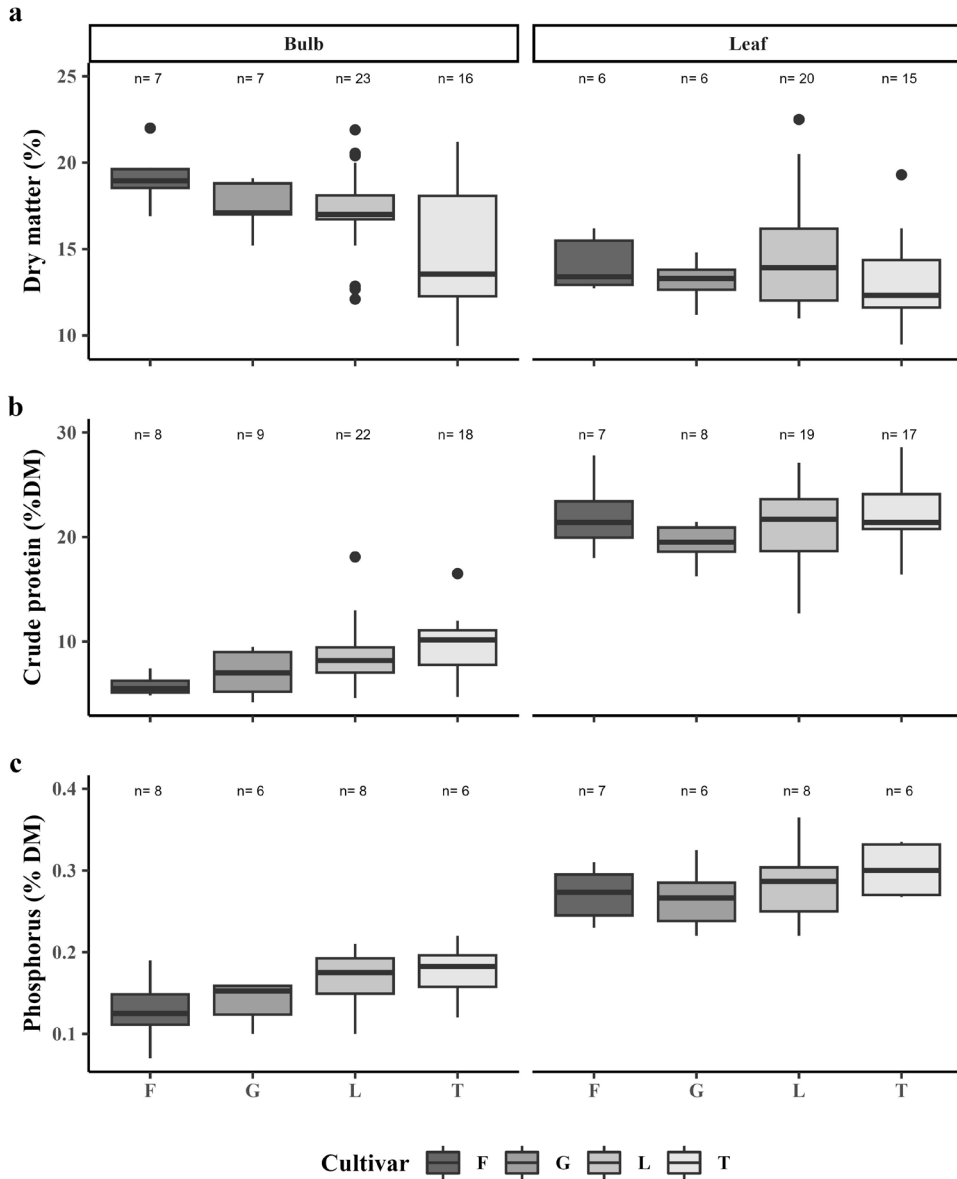 a
Bulb Leaf
n= 7 n= 7 n= 23 n= 16 n= 6 n= 6 n= 20 n= 15
25
20
15
10
Dry matter (%)
b
n= 8 n= 9 n= 22 n= 18 n= 7 n= 8 n= 19 n= 17
30
20
10
Crude protein (%DM)
c
n= 8 n= 6 n= 8 n= 6 n= 7 n= 6 n= 8 n= 6
0.4
0.3
0.2
0.1
Phosphorus (% DM)
F G L T F G L T
Cultivar F G L T